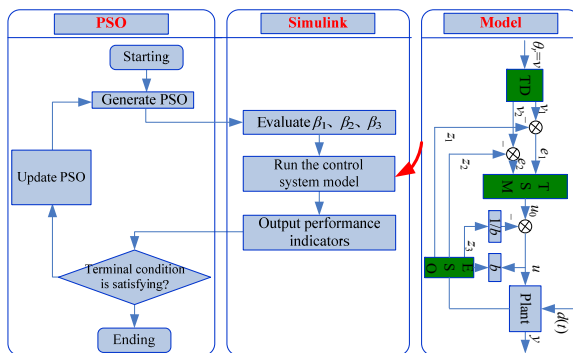 PSO
Starting
Generate PSO
Update PSO
Terminal condition
is satisfying?
Ending
Simulink
Evaluate β₁、β₂、β₃
Run the control
system model
Output performance
indicators
Model
θᵣ=v
TD
v₁
v₂
−
−
z₁
z₂
e₁
e₂
TSM
u₀
−
1/b
z₃
ESO
b
u
Plant
d(t)
y